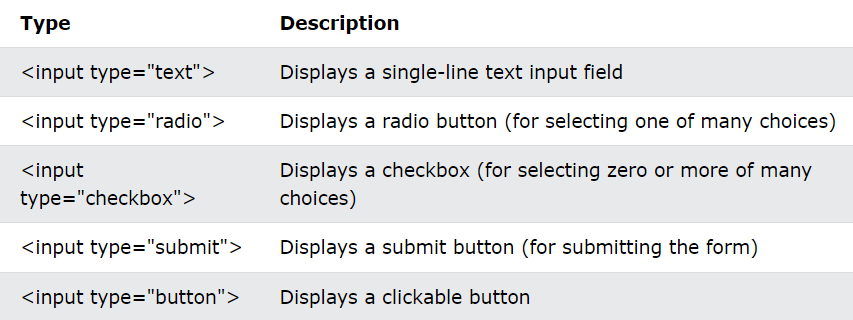 Type Description
<input type="text"> Displays a single-line text input field
<input type="radio"> Displays a radio button (for selecting one of many choices)
<input Displays a checkbox (for selecting zero or more of many
type="checkbox"> choices)
<input type="submit"> Displays a submit button (for submitting the form)
<input type="button"> Displays a clickable button